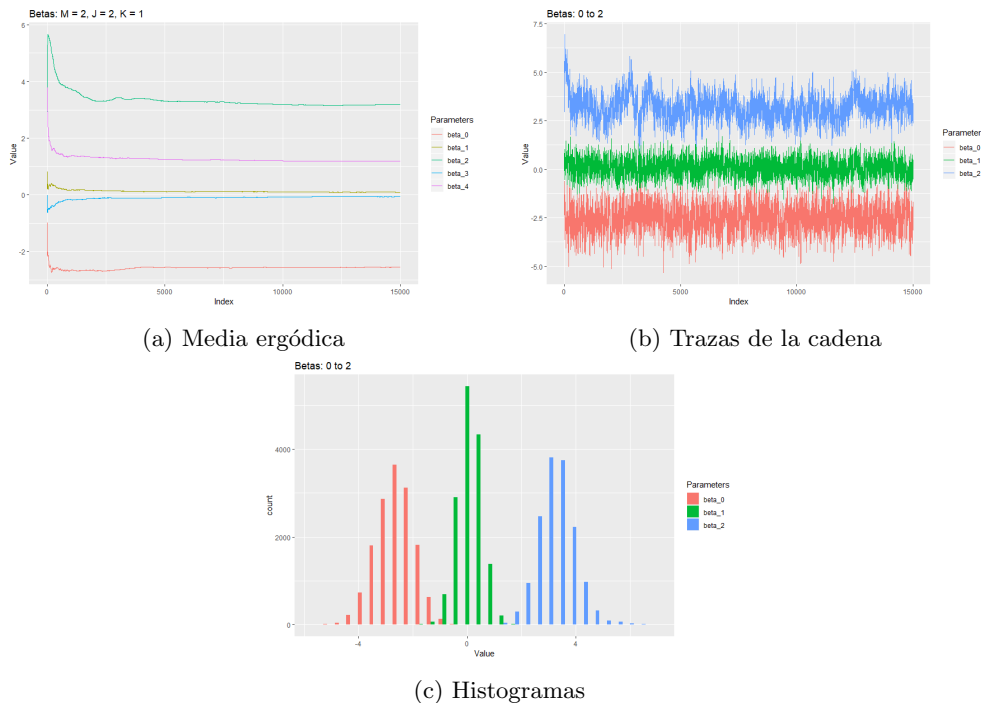 Betas: M = 2, J = 2, K = 1
6
4
2
0
-2
Value
0
5000
10000
15000
Index
Parameters
beta_0
beta_1
beta_2
beta_3
beta_4
(a) Media ergódica
Betas: 0 to 2
7.5
5.0
2.5
0.0
-2.5
-5.0
Value
0
5000
10000
15000
Index
Parameter
beta_0
beta_1
beta_2
(b) Trazas de la cadena
Betas: 0 to 2
4000
2000
0
count
-4
0
4
Value
Parameters
beta_0
beta_1
beta_2
(c) Histogramas